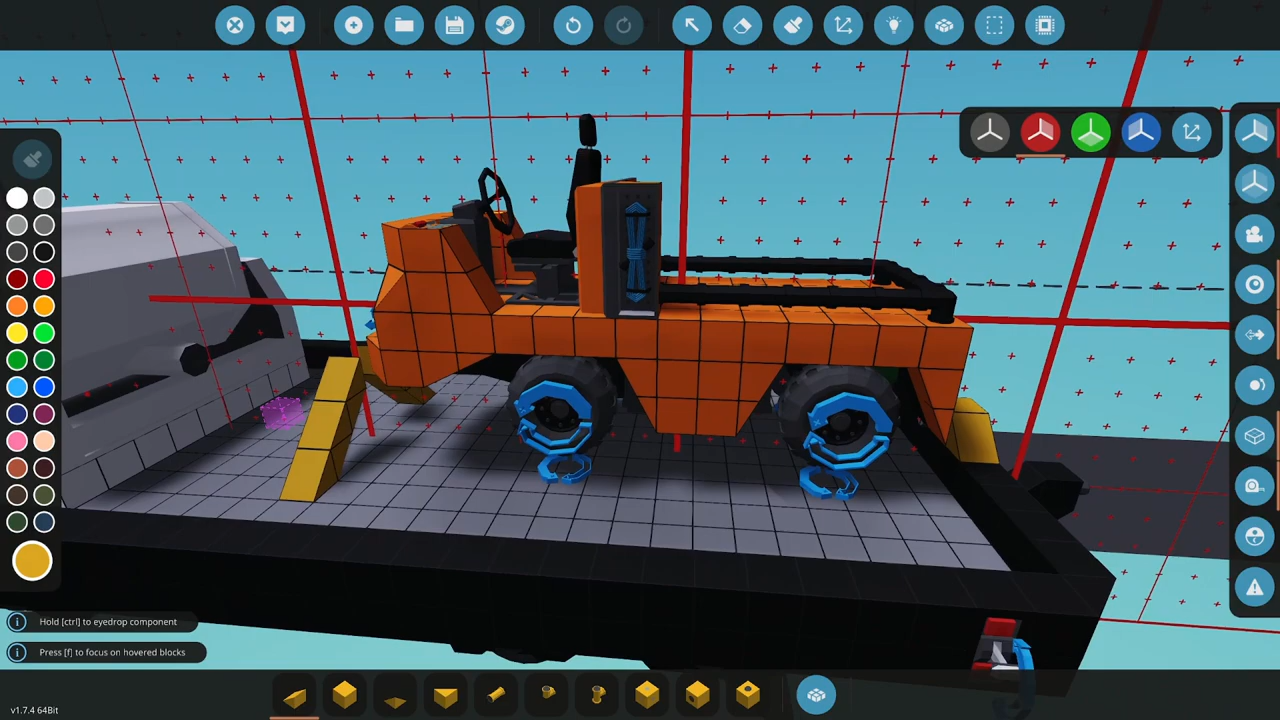 Hold [ctrl] to eyedrop component
Press [f] to focus on hovered blocks
v1.7.4 64Bit